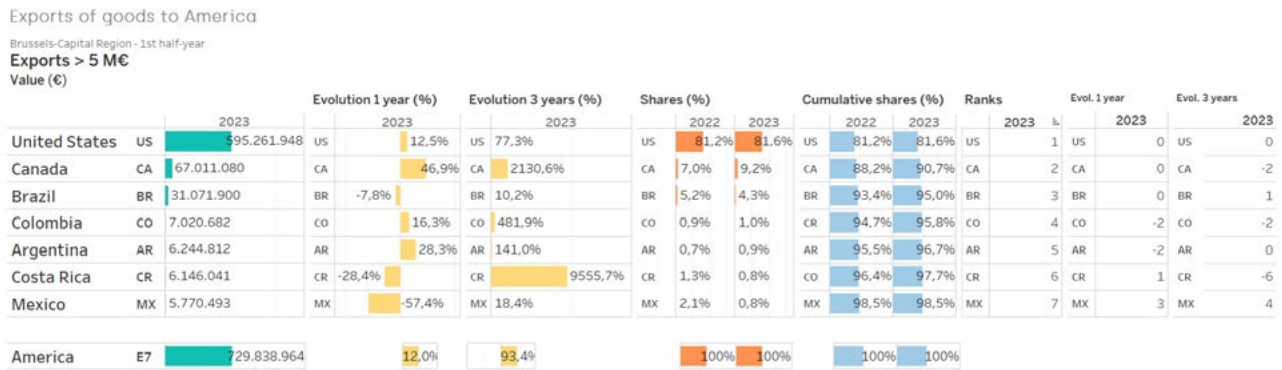 Exports of goods to America
Brussels-Capital Region - 1st half-year
Exports > 5 M€
Value (€)
Evolution 1 year (%) Evolution 3 years (%) Shares (%) Cumulative shares (%) Ranks Evol. 1 year Evol. 3 years
2023 2023 2023 2022 2023 2022 2023 2023 2023 2023
United States US 595.261.948 US 12,5% US 77,3% US 81,2% 81,6% US 81,2% 81,6% US 1 US 0 US 0
Canada CA 67.011.080 CA 46,9% CA 2130,6% CA 7,0% 9,2% CA 88,2% 90,7% CA 2 CA 0 CA -2
Brazil BR 31.071.900 BR -7,8% BR 10,2% BR 5,2% 4,3% BR 93,4% 95,0% BR 3 BR 0 BR 1
Colombia CO 7.020.682 CO 16,3% CO 481,9% CO 0,9% 1,0% CR 94,7% 95,8% CO 4 CO -2 CO -2
Argentina AR 6.244.812 AR 28,3% AR 141,0% AR 0,7% 0,9% AR 95,5% 96,7% AR 5 AR -2 AR 0
Costa Rica CR 6.146.041 CR -28,4% CR 9555,7% CR 1,3% 0,8% CO 96,4% 97,7% CR 6 CR 1 CR -6
Mexico MX 5.770.493 MX -57,4% MX 18,4% MX 2,1% 0,8% MX 98,5% 98,5% MX 7 MX 3 MX 4
America E7 729.838.964 12,0% 93,4% 100% 100% 100% 100%